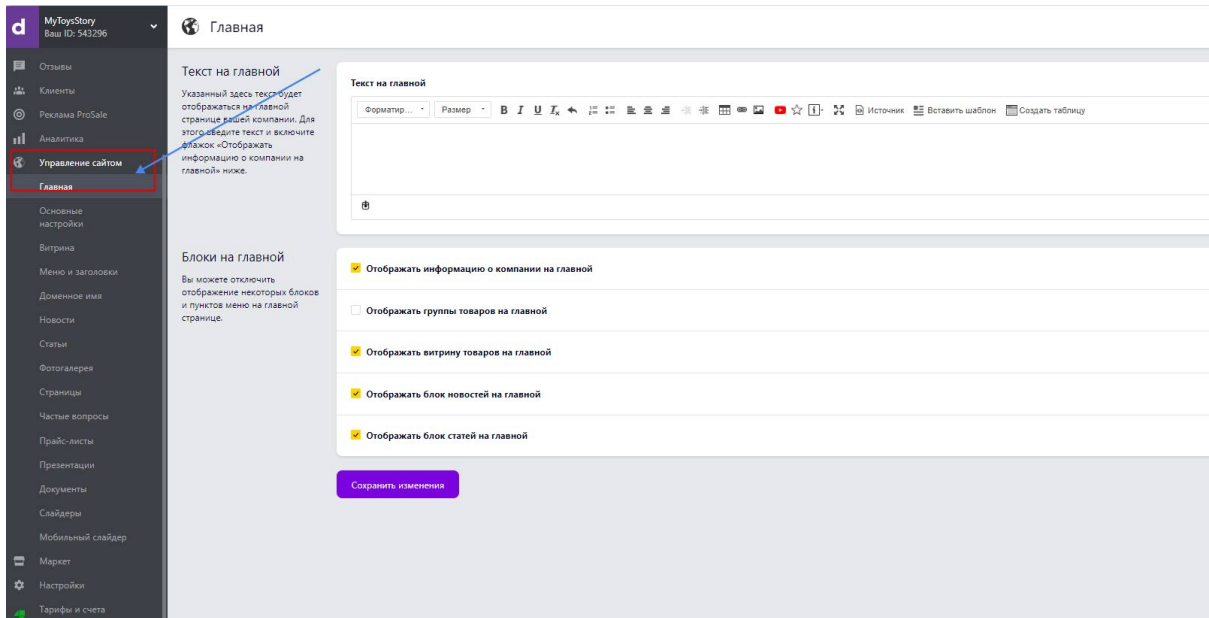 d
MyToysStory
Ваш ID: 543296
Отзывы
Клиенты
Реклама ProSale
Аналитика
Управление сайтом
Главная
Основные
настройки
Витрина
Меню и заголовки
Доменное имя
Новости
Статьи
Фотогалерея
Страницы
Частые вопросы
Прайс-листы
Презентации
Документы
Слайдеры
Мобильный слайдер
Маркет
Настройки
Тарифы и счета
Главная
Текст на главной
Указанный здесь текст будет
отображаться на главной
странице вашей компании. Для
этого введите текст и включите
флажок «Отображать
информацию о компании на
главной» ниже.
Текст на главной
Форматир... Размер B I U Ix Источник Вставить шаблон Создать таблицу
Блоки на главной
Вы можете отключить
отображение некоторых блоков
и пунктов меню на главной
странице.
Отображать информацию о компании на главной
Отображать группы товаров на главной
Отображать витрину товаров на главной
Отображать блок новостей на главной
Отображать блок статей на главной
Сохранить изменения